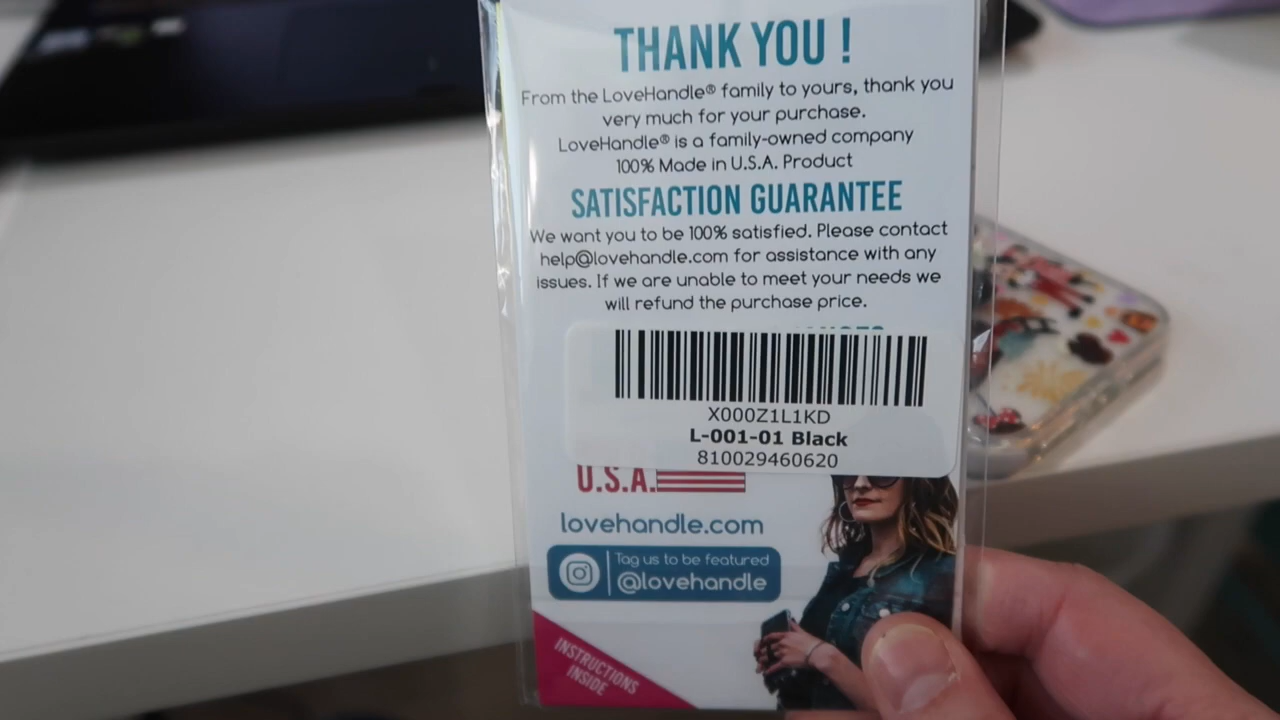 THANK YOU !
From the LoveHandle® family to yours, thank you
very much for your purchase.
LoveHandle® is a family-owned company
100% Made in U.S.A. Product
SATISFACTION GUARANTEE
We want you to be 100% satisfied. Please contact
help@lovehandle.com for assistance with any
issues. If we are unable to meet your needs we
will refund the purchase price.
X000Z1L1KD
L-001-01 Black
810029460620
U.S.A.
lovehandle.com
Tag us to be featured
@lovehandle
INSTRUCTIONS
INSIDE